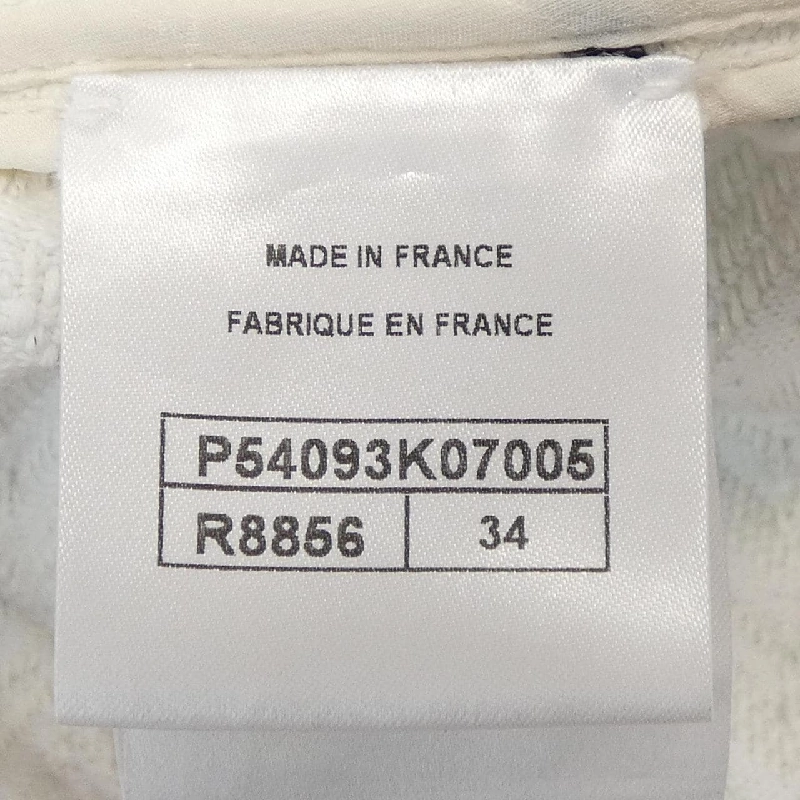 MADE IN FRANCE
FABRIQUE EN FRANCE
P54093K07005
R8856 34